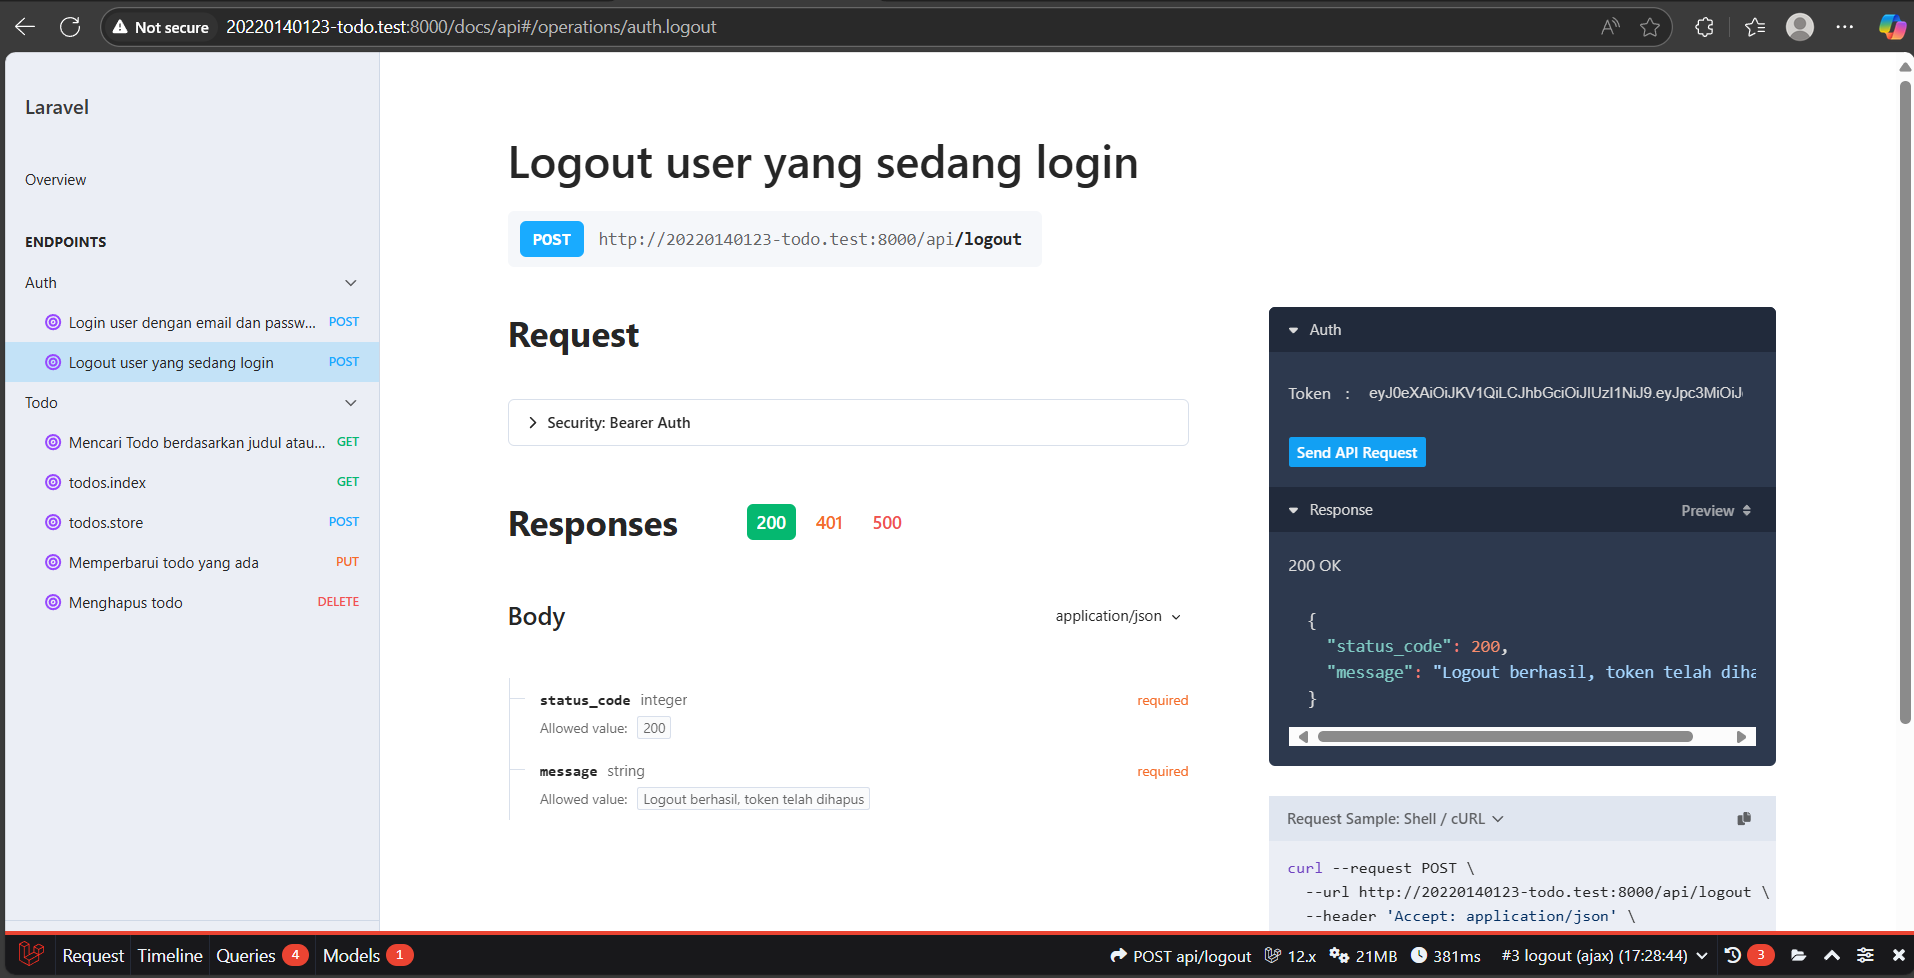 Not secure 20220140123-todo.test:8000/docs/api#/operations/auth.logout
Laravel
Overview
ENDPOINTS
Auth
Login user dengan email dan passw... POST
Logout user yang sedang login POST
Todo
Mencari Todo berdasarkan judul atau... GET
todos.index GET
todos.store POST
Memperbarui todo yang ada PUT
Menghapus todo DELETE
Logout user yang sedang login
POST http://20220140123-todo.test:8000/api/logout
Request
Security: Bearer Auth
Responses 200 401 500
Body application/json
status_code integer required
Allowed value: 200
message string required
Allowed value: Logout berhasil, token telah dihapus
Auth
Token : eyJ0eXAiOiJKV1QiLCJhbGciOiJIUzI1NiJ9.eyJpc3MiOiJ
Send API Request
Response Preview
200 OK
{
"status_code": 200,
"message": "Logout berhasil, token telah diha
}
Request Sample: Shell / cURL
curl --request POST \
--url http://20220140123-todo.test:8000/api/logout \
--header 'Accept: application/json' \
Request Timeline Queries 4 Models 1 POST api/logout 12.x 21MB 381ms #3 logout (ajax) (17:28:44) 3